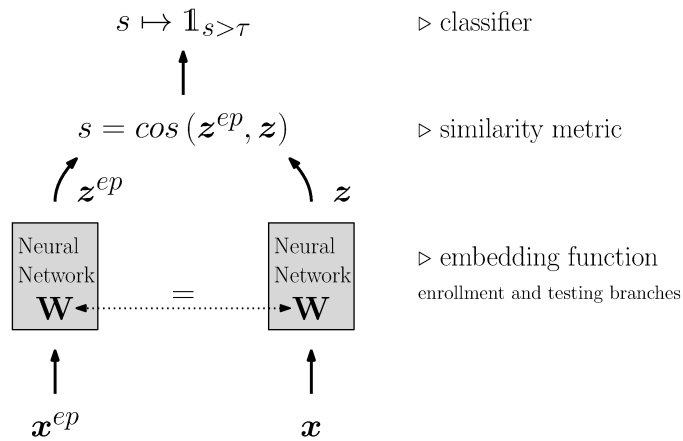 s ↦ 𝟙_{s>τ} ▷ classifier
s = cos (z^{ep}, z) ▷ similarity metric
z^{ep} z
Neural Neural
Network Network
▷ embedding function
W = W
enrollment and testing branches
x^{ep} x